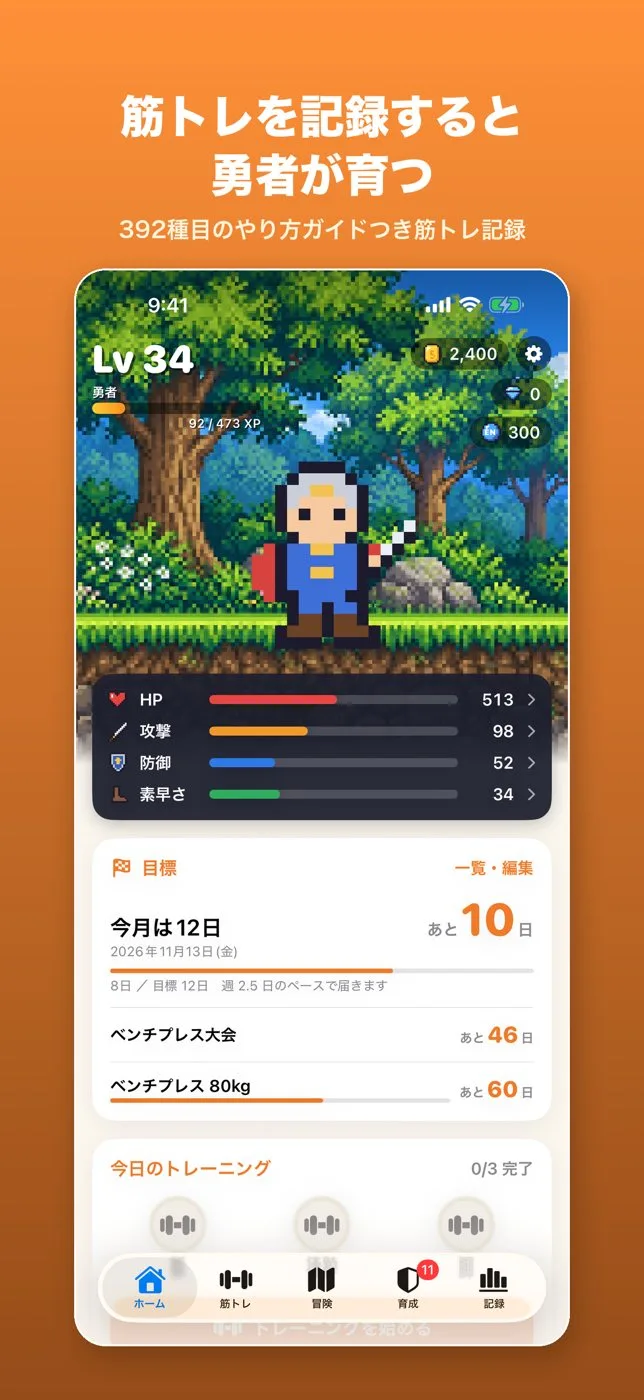 筋トレを記録すると
勇者が育つ
392種目のやり方ガイドつき筋トレ記録
9:41
Lv 34
2,400
勇者
0
92 / 473 XP
EN 300
HP 513
攻撃 98
防御 52
素早さ 34
目標 一覧・編集
今月は12日 あと10日
2026年11月13日(金)
8日 ／ 目標 12日 週 2.5 日のペースで届きます
ベンチプレス大会 あと46日
ベンチプレス 80kg あと60日
今日のトレーニング 0/3 完了
11
ホーム 筋トレ 冒険 育成 記録
トレーニングを始める